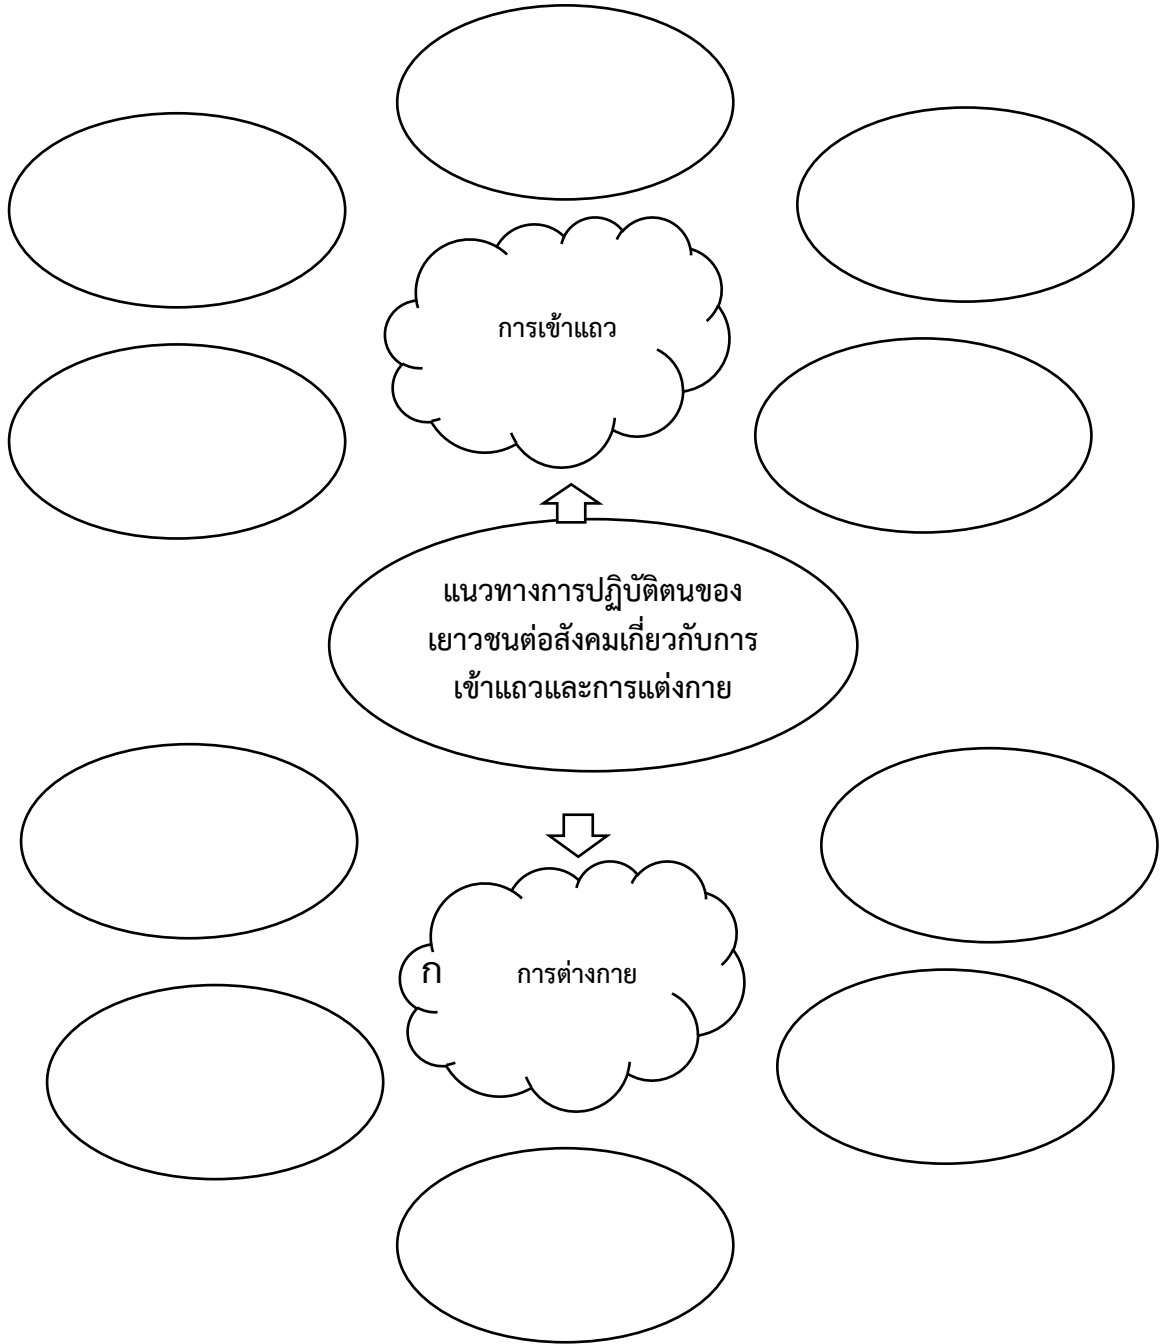 การเข้าแถว
แนวทางการปฏิบัติตนของ
เยาวชนต่อสังคมเกี่ยวกับการ
เข้าแถวและการแต่งกาย
ก การต่างกาย